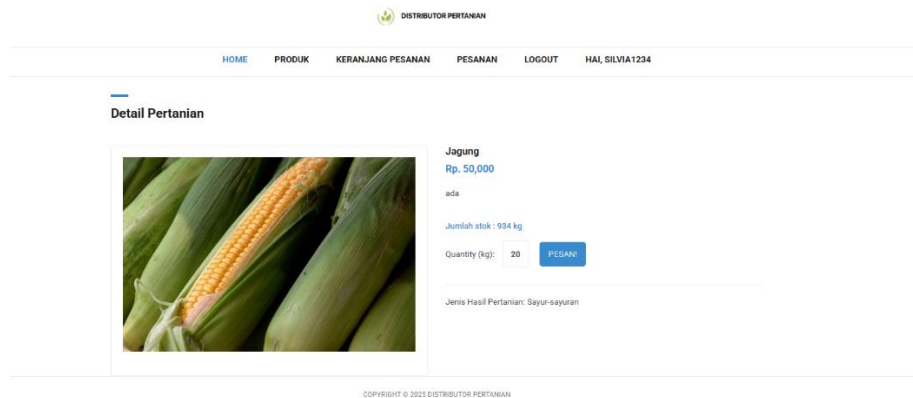 DISTRIBUTOR PERTANIAN
HOME PRODUK KERANJANG PESANAN PESANAN LOGOUT HAI, SILVIA1234
Detail Pertanian
Jagung
Rp. 50,000
ada
Jumlah stok : 934 kg
Quantity (kg): 20 PESAN!
Jenis Hasil Pertanian: Sayur-sayuran
COPYRIGHT © 2025 DISTRIBUTOR PERTANIAN